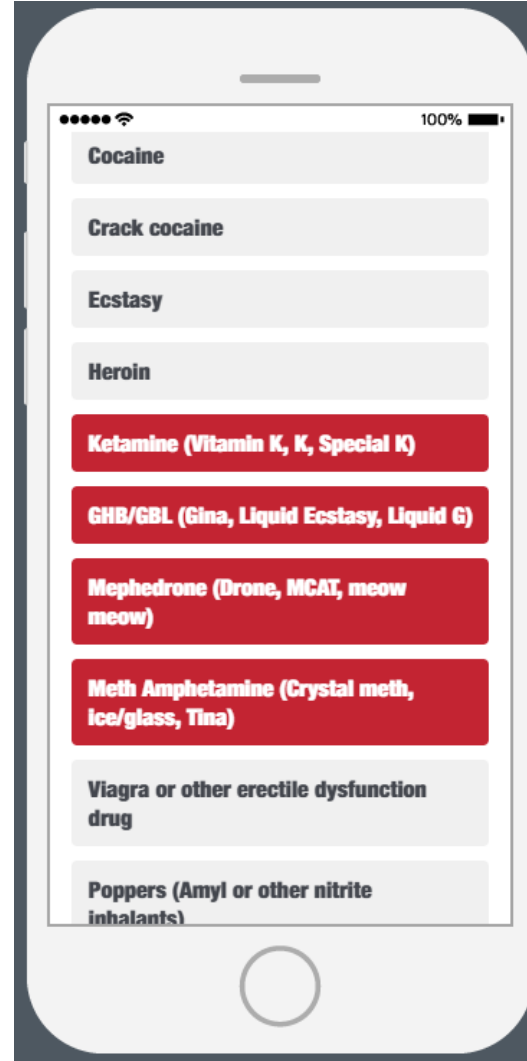 100%
Cocaine
Crack cocaine
Ecstasy
Heroin
Ketamine (Vitamin K, K, Special K)
GHB/GBL (Gina, Liquid Ecstasy, Liquid G)
Mephedrone (Drone, MCAT, meow
meow)
Meth Amphetamine (Crystal meth,
Ice/glass, Tina)
Viagra or other erectile dysfunction
drug
Poppers (Amyl or other nitrite
inhalants)